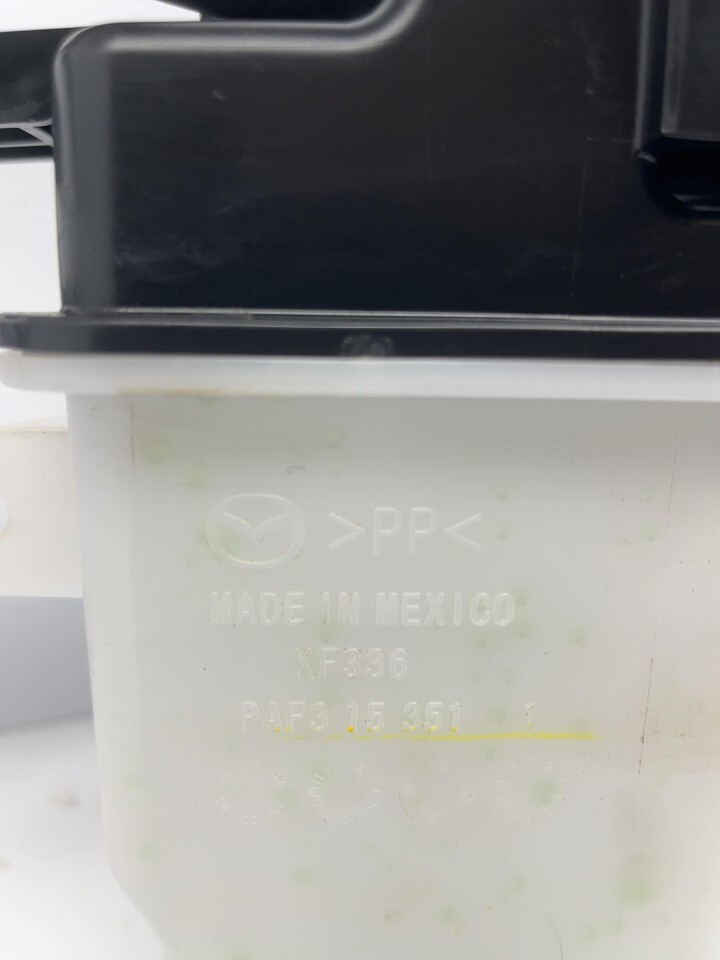 >PP<
MADE IN MEXICO
KF336
PAF3 15 351 1